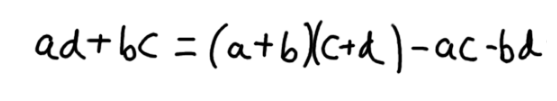 ad+bc = (a+b)(c+d)-ac-bd